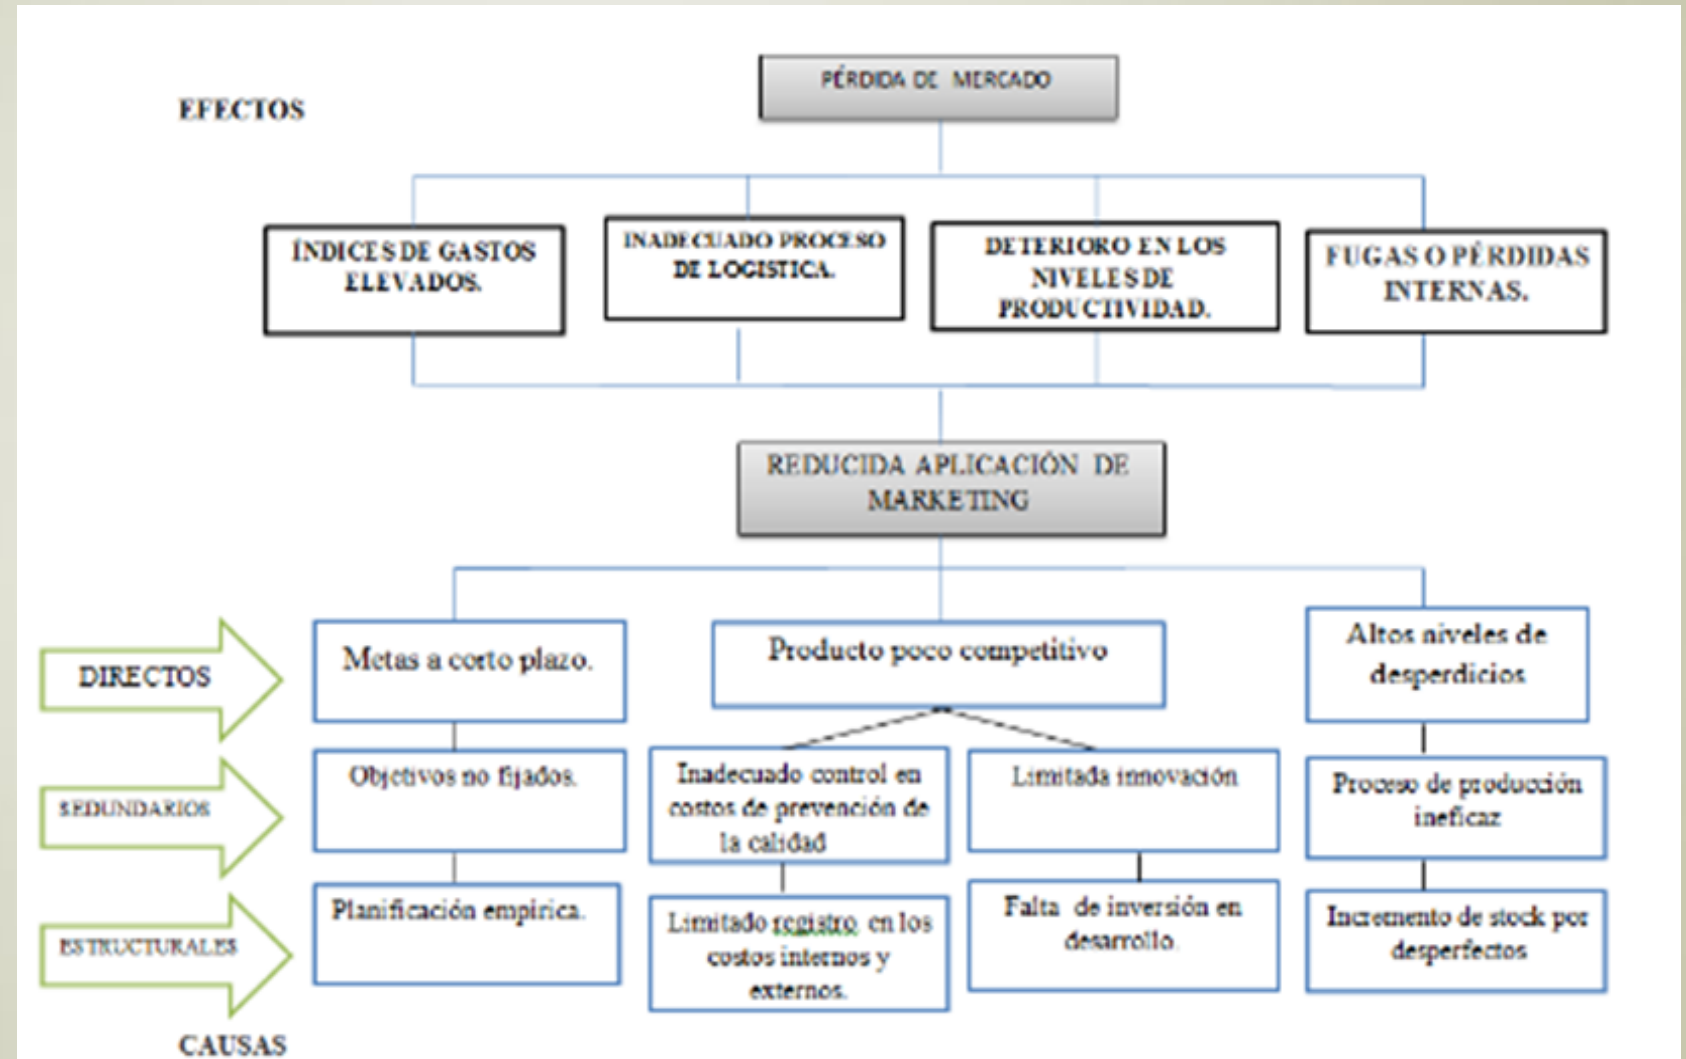 PÉRDIDA DE MERCADO
EFECTOS
ÍNDICES DE GASTOS
ELEVADOS.
INADECUADO PROCESO
DE LOGISTICA.
DETERIORO EN LOS
NIVELES DE
PRODUCTIVIDAD.
FUGAS O PÉRDIDAS
INTERNAS.
REDUCIDA APLICACIÓN DE
MARKETING
DIRECTOS
Metas a corto plazo.
Producto poco competitivo
Altos niveles de
desperdicios
SEDUNDARIOS
Objetivos no fijados.
Inadecuado control en
costos de prevención de
la calidad
Limitada innovación
Proceso de producción
ineficaz
ESTRUCTURALES
Planificación empírica.
Limitado registro en los
costos internos y
externos.
Falta de inversión en
desarrollo.
Incremento de stock por
desperfectos
CAUSAS